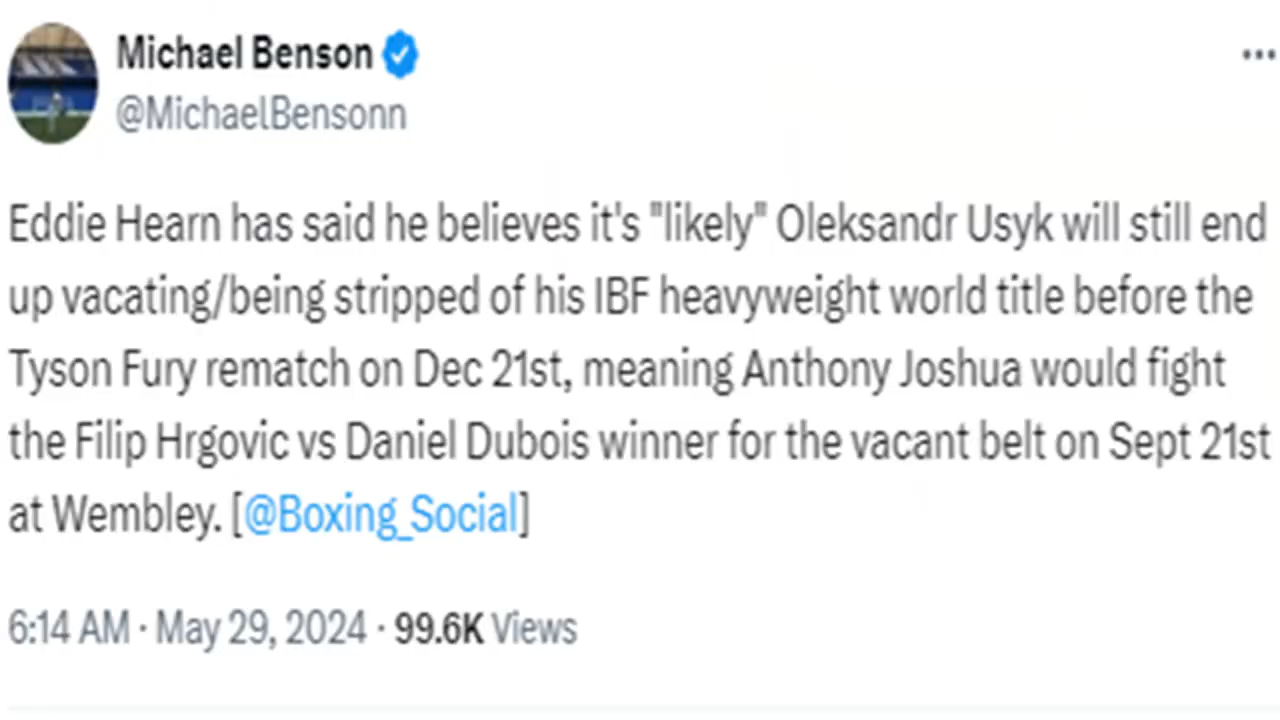 Michael Benson
@MichaelBensonn
Eddie Hearn has said he believes it's "likely" Oleksandr Usyk will still end
up vacating/being stripped of his IBF heavyweight world title before the
Tyson Fury rematch on Dec 21st, meaning Anthony Joshua would fight
the Filip Hrgovic vs Daniel Dubois winner for the vacant belt on Sept 21st
at Wembley. [@Boxing_Social]
6:14 AM · May 29, 2024 · 99.6K Views